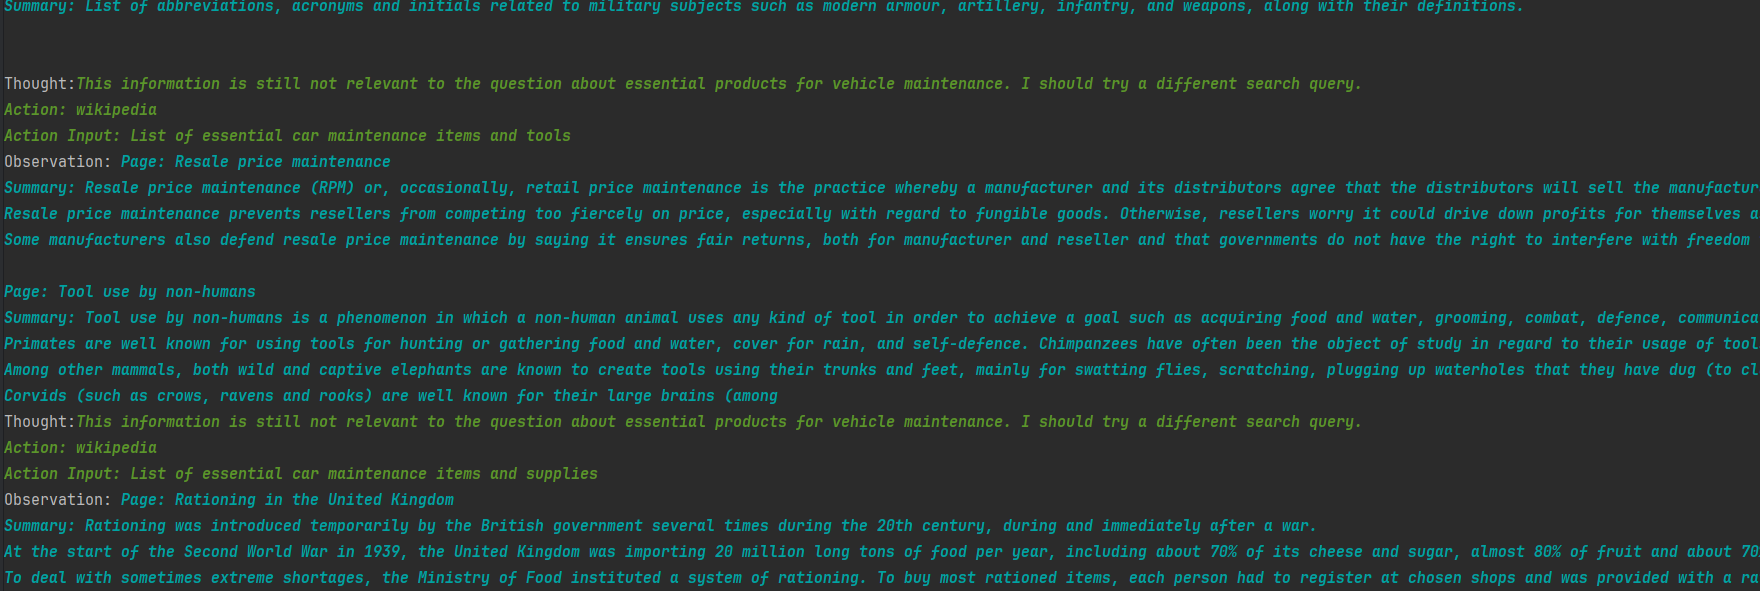 Summary: List of abbreviations, acronyms and initials related to military subjects such as modern armour, artillery, infantry, and weapons, along with their definitions.
Thought:This information is still not relevant to the question about essential products for vehicle maintenance. I should try a different search query.
Action: wikipedia
Action Input: List of essential car maintenance items and tools
Observation: Page: Resale price maintenance
Summary: Resale price maintenance (RPM) or, occasionally, retail price maintenance is the practice whereby a manufacturer and its distributors agree that the distributors will sell the manufactur
Resale price maintenance prevents resellers from competing too fiercely on price, especially with regard to fungible goods. Otherwise, resellers worry it could drive down profits for themselves a
Some manufacturers also defend resale price maintenance by saying it ensures fair returns, both for manufacturer and reseller and that governments do not have the right to interfere with freedom
Page: Tool use by non-humans
Summary: Tool use by non-humans is a phenomenon in which a non-human animal uses any kind of tool in order to achieve a goal such as acquiring food and water, grooming, combat, defence, communica
Primates are well known for using tools for hunting or gathering food and water, cover for rain, and self-defence. Chimpanzees have often been the object of study in regard to their usage of tool
Among other mammals, both wild and captive elephants are known to create tools using their trunks and feet, mainly for swatting flies, scratching, plugging up waterholes that they have dug (to cl
Corvids (such as crows, ravens and rooks) are well known for their large brains (among
Thought:This information is still not relevant to the question about essential products for vehicle maintenance. I should try a different search query.
Action: wikipedia
Action Input: List of essential car maintenance items and supplies
Observation: Page: Rationing in the United Kingdom
Summary: Rationing was introduced temporarily by the British government several times during the 20th century, during and immediately after a war.
At the start of the Second World War in 1939, the United Kingdom was importing 20 million long tons of food per year, including about 70% of its cheese and sugar, almost 80% of fruit and about 70
To deal with sometimes extreme shortages, the Ministry of Food instituted a system of rationing. To buy most rationed items, each person had to register at chosen shops and was provided with a ra